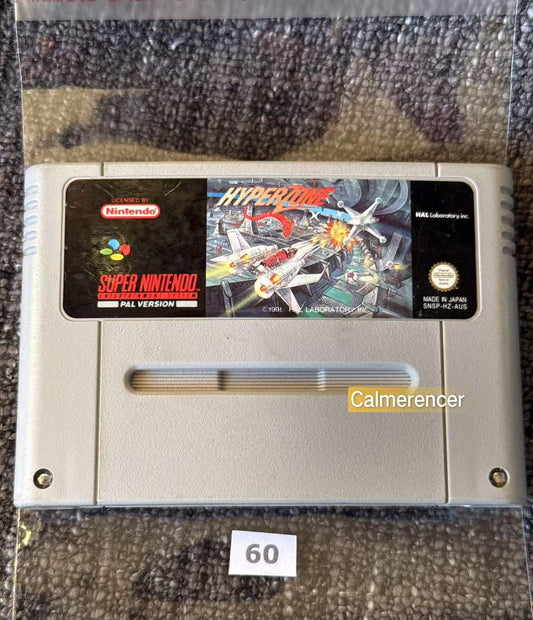 LICENSED BY
Nintendo
SUPER NINTENDO
ENTERTAINMENT SYSTEM
PAL VERSION
HYPERZONE
©1991, HAL LABORATORY INC.
HAL Laboratory, inc.
Nintendo
MADE IN JAPAN
SNSP-HZ-AUS
Calmerencer
60